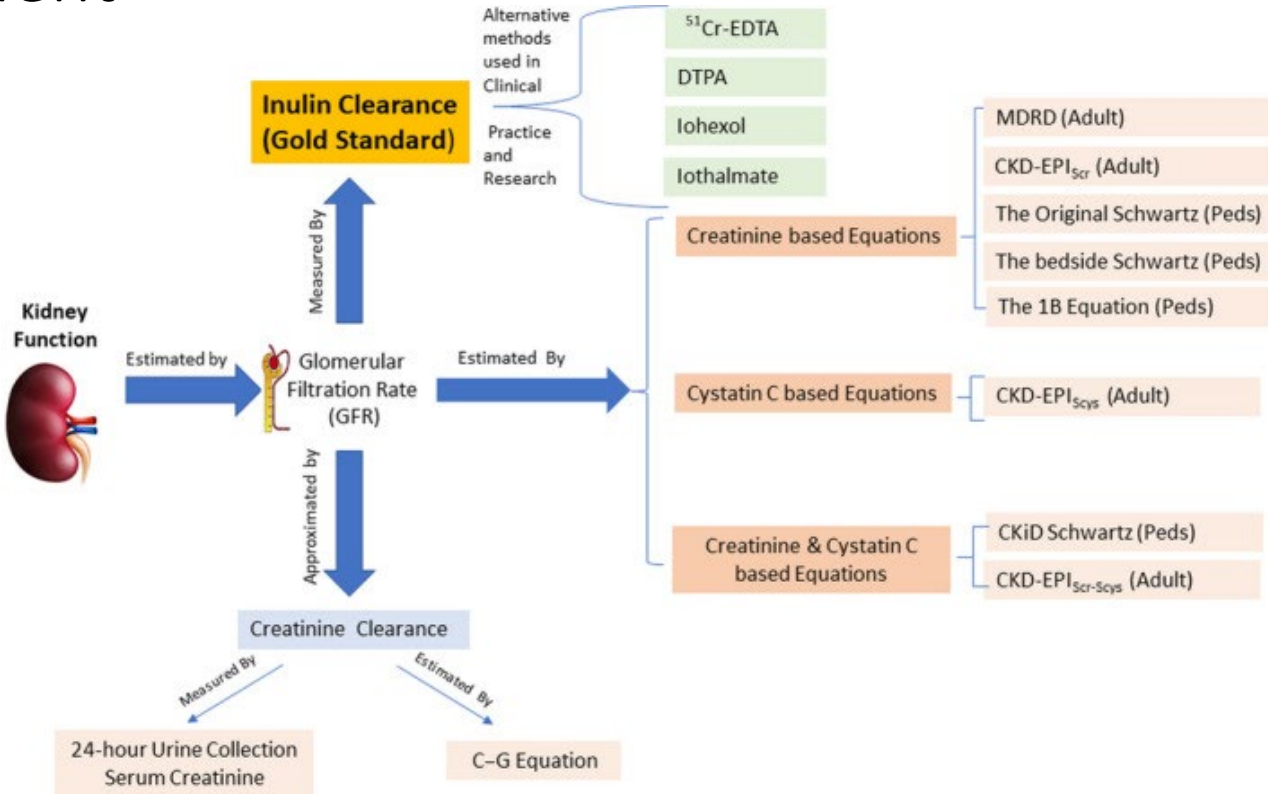 Alternative
methods
used in
Clinical
Practice
and
Research
Inulin Clearance
(Gold Standard)
⁵¹Cr-EDTA
DTPA
Iohexol
Iothalmate
Measured By
Kidney
Function
Estimated by
Glomerular
Filtration Rate
(GFR)
Estimated By
Creatinine based Equations
MDRD (Adult)
CKD-EPIScr (Adult)
The Original Schwartz (Peds)
The bedside Schwartz (Peds)
The 1B Equation (Peds)
Cystatin C based Equations
CKD-EPIScys (Adult)
Creatinine & Cystatin C
based Equations
CKiD Schwartz (Peds)
CKD-EPIScr-Scys (Adult)
Approximated by
Creatinine Clearance
Measured By
Estimated By
24-hour Urine Collection
Serum Creatinine
C–G Equation